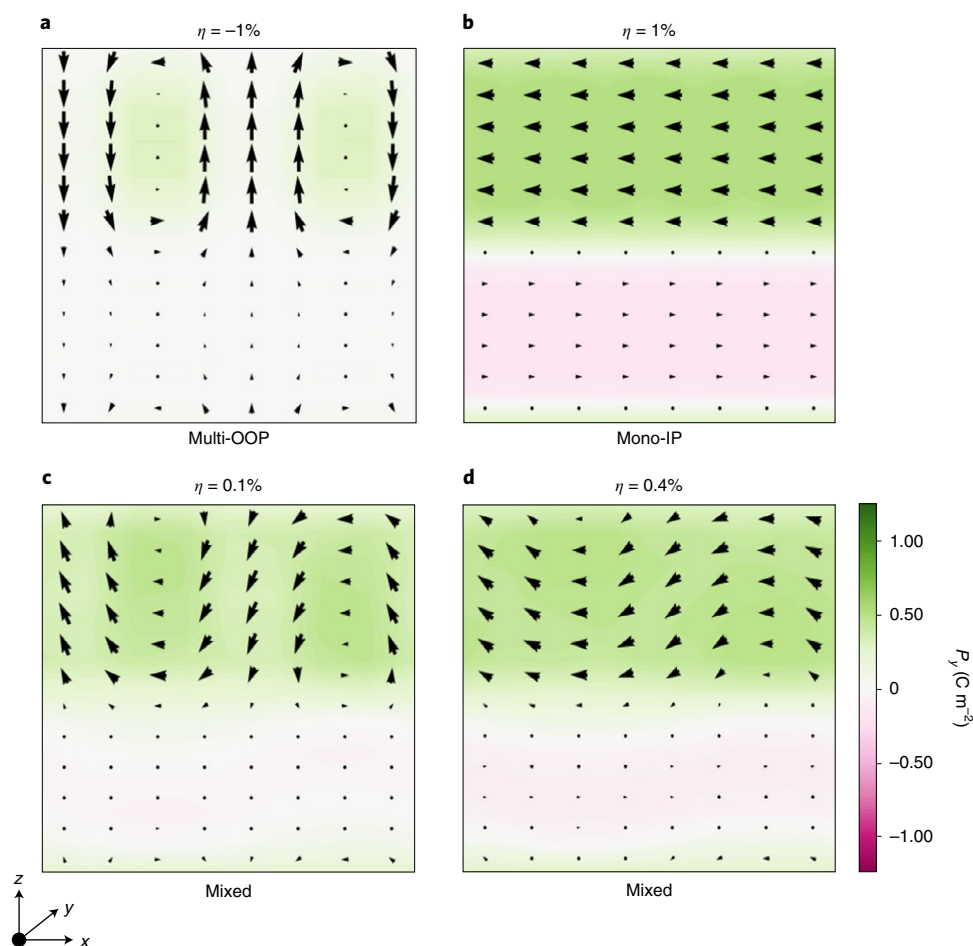 a
η = –1%
Multi-OOP
b
η = 1%
Mono-IP
c
η = 0.1%
Mixed
d
η = 0.4%
Mixed
1.00
0.50
0
–0.50
–1.00
P_y (C m⁻²)
z
y
x